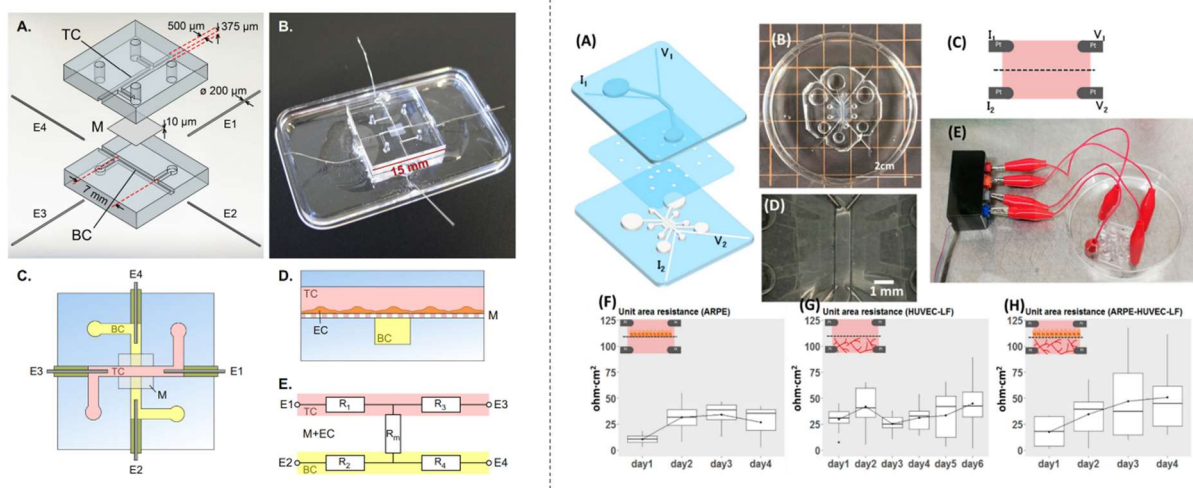 A.
500 µm
375 µm
TC
ø 200 µm
E4
E1
M
10 µm
7 mm
E3
E2
BC
B.
15 mm
C.
E4
BC
E3
TC
E1
M
E2
D.
TC
M
EC
BC
E.
E1
R1
R3
E3
TC
M+EC
Rm
E2
R2
R4
E4
BC
(A)
V1
I1
V2
I2
(B)
2cm
(C)
I1
V1
Pt
Pt
Pt
Pt
I2
V2
(D)
1 mm
(E)
(F)
Unit area resistance (ARPE)
ohm·cm²
125
100
75
50
25
0
day1 day2 day3 day4
(G)
Unit area resistance (HUVEC-LF)
125
100
75
50
25
0
day1 day2 day3 day4 day5 day6
(H)
Unit area resistance (ARPE-HUVEC-LF)
ohm·cm²
125
100
75
50
25
0
day1 day2 day3 day4